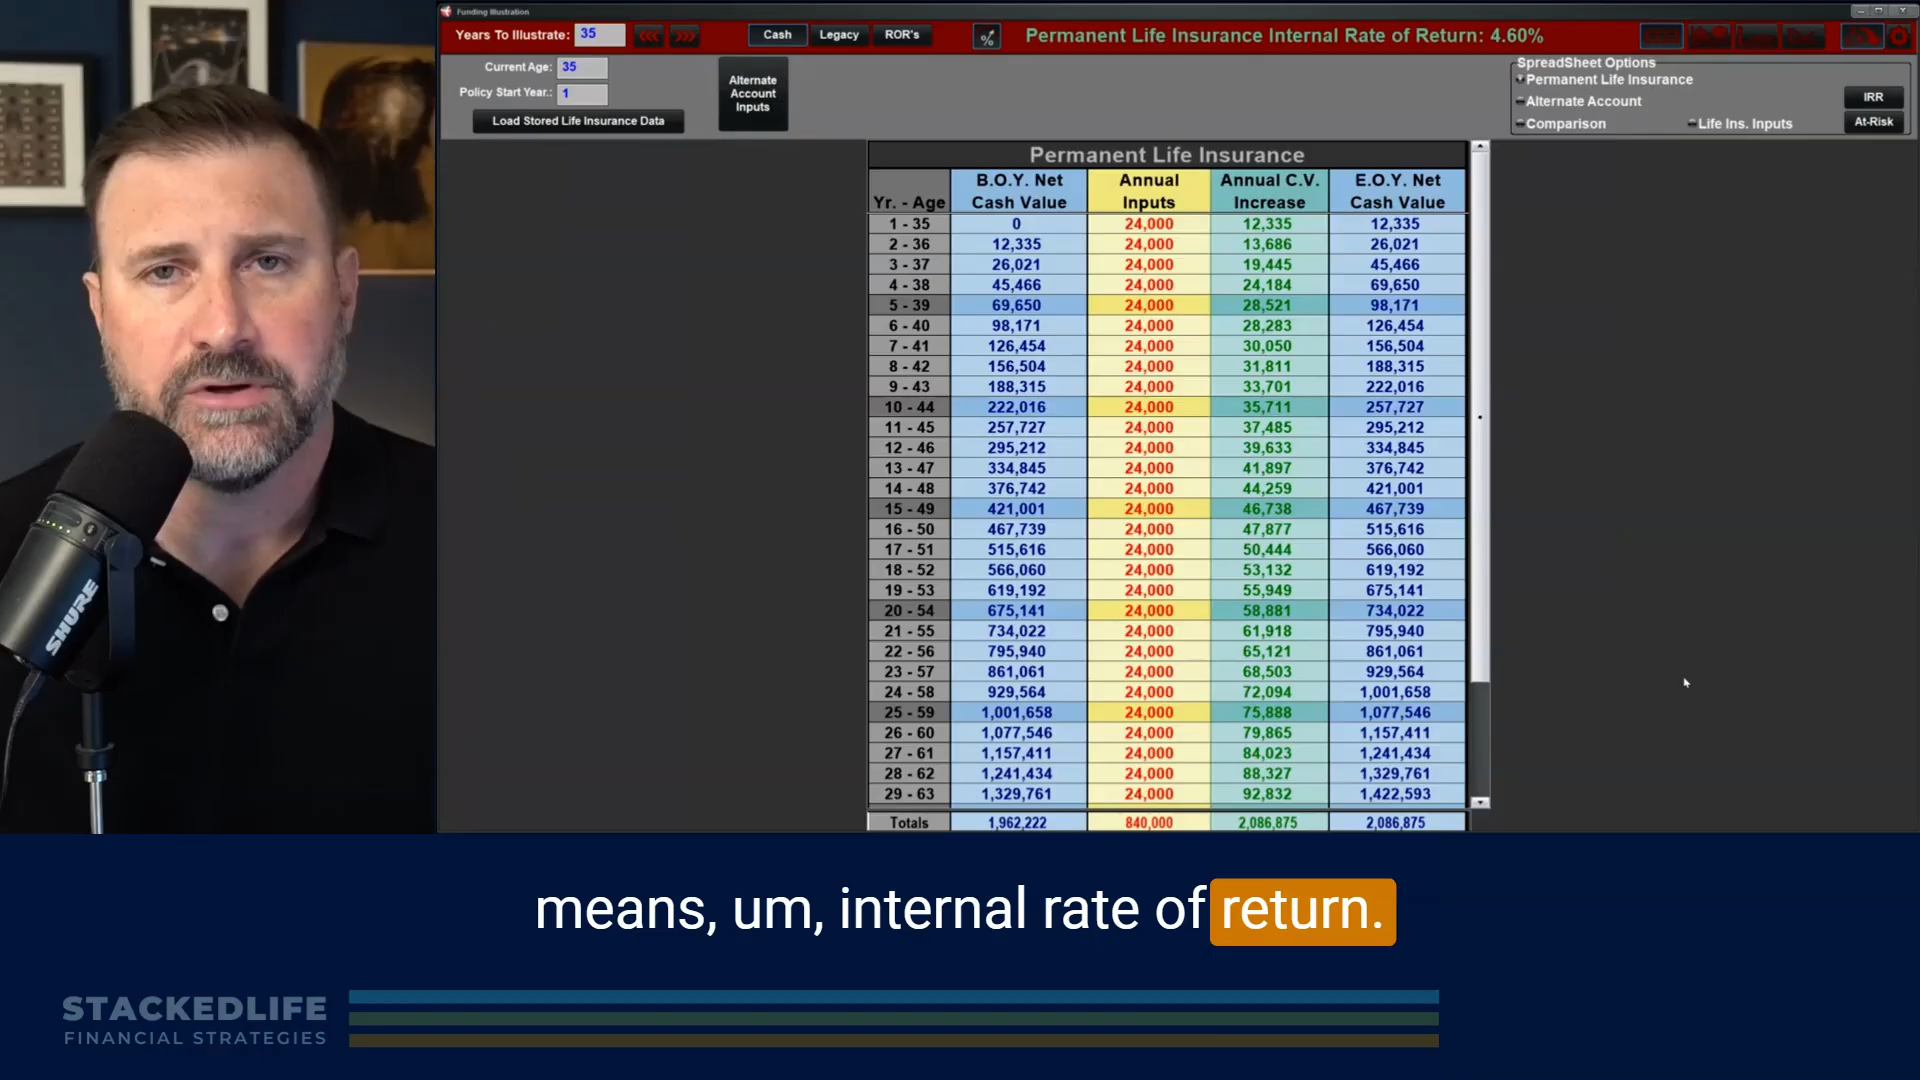 Funding Illustration
Years To Illustrate: 35 Cash Legacy ROR's % Permanent Life Insurance Internal Rate of Return: 4.60%
Current Age: 35
Policy Start Year.: 1
Load Stored Life Insurance Data
Alternate
Account
Inputs
SpreadSheet Options
Permanent Life Insurance
Alternate Account
Comparison Life Ins. Inputs
IRR
At-Risk
Permanent Life Insurance
Yr. - Age B.O.Y. Net Cash Value Annual Inputs Annual C.V. Increase E.O.Y. Net Cash Value
1 - 35 0 24,000 12,335 12,335
2 - 36 12,335 24,000 13,686 26,021
3 - 37 26,021 24,000 19,445 45,466
4 - 38 45,466 24,000 24,184 69,650
5 - 39 69,650 24,000 28,521 98,171
6 - 40 98,171 24,000 28,283 126,454
7 - 41 126,454 24,000 30,050 156,504
8 - 42 156,504 24,000 31,811 188,315
9 - 43 188,315 24,000 33,701 222,016
10 - 44 222,016 24,000 35,711 257,727
11 - 45 257,727 24,000 37,485 295,212
12 - 46 295,212 24,000 39,633 334,845
13 - 47 334,845 24,000 41,897 376,742
14 - 48 376,742 24,000 44,259 421,001
15 - 49 421,001 24,000 46,738 467,739
16 - 50 467,739 24,000 47,877 515,616
17 - 51 515,616 24,000 50,444 566,060
18 - 52 566,060 24,000 53,132 619,192
19 - 53 619,192 24,000 55,949 675,141
20 - 54 675,141 24,000 58,881 734,022
21 - 55 734,022 24,000 61,918 795,940
22 - 56 795,940 24,000 65,121 861,061
23 - 57 861,061 24,000 68,503 929,564
24 - 58 929,564 24,000 72,094 1,001,658
25 - 59 1,001,658 24,000 75,888 1,077,546
26 - 60 1,077,546 24,000 79,865 1,157,411
27 - 61 1,157,411 24,000 84,023 1,241,434
28 - 62 1,241,434 24,000 88,327 1,329,761
29 - 63 1,329,761 24,000 92,832 1,422,593
Totals 1,962,222 840,000 2,086,875 2,086,875
SHURE
means, um, internal rate of return.
STACKEDLIFE
FINANCIAL STRATEGIES